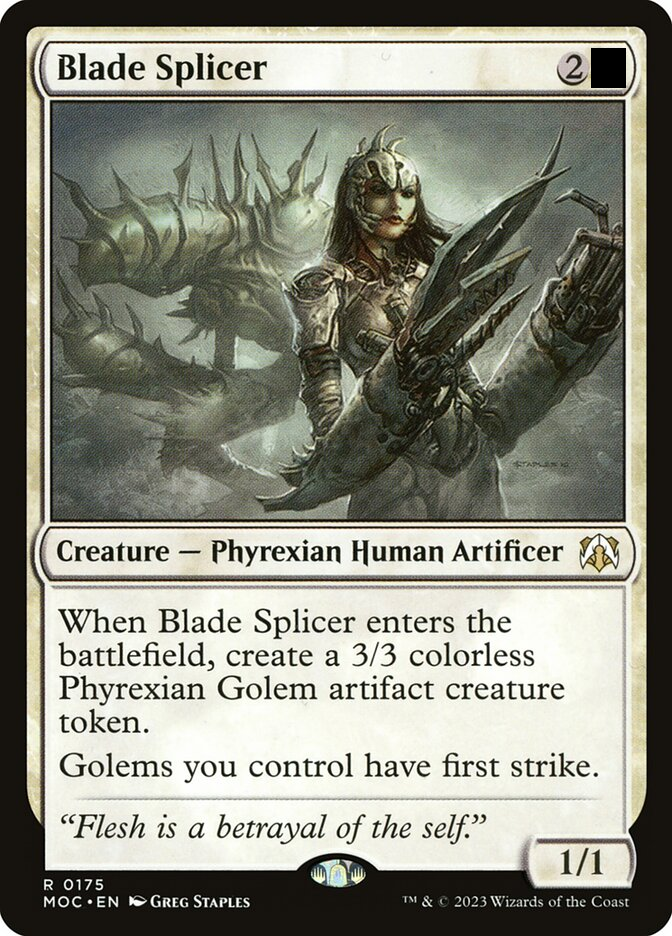 Blade Splicer 2
STAPLES
Creature — Phyrexian Human Artificer
When Blade Splicer enters the
battlefield, create a 3/3 colorless
Phyrexian Golem artifact creature
token.
Golems you control have first strike.
“Flesh is a betrayal of the self.”
1/1
R 0175
MOC • EN Greg Staples
™ & © 2023 Wizards of the Coast